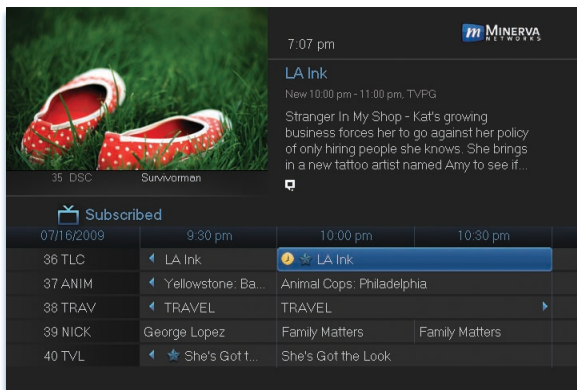 7:07 pm
m MINERVA
NETWORKS
LA Ink
New 10:00 pm - 11:00 pm, TVPG
Stranger In My Shop - Kat's growing
business forces her to go against her policy
of only hiring people she knows. She brings
in a new tattoo artist named Amy to see if...
35 DSC Survivorman
Subscribed
07/16/2009 9:30 pm 10:00 pm 10:30 pm
36 TLC LA Ink LA Ink
37 ANIM Yellowstone: Ba... Animal Cops: Philadelphia
38 TRAV TRAVEL TRAVEL
39 NICK George Lopez Family Matters Family Matters
40 TVL She's Got t... She's Got the Look